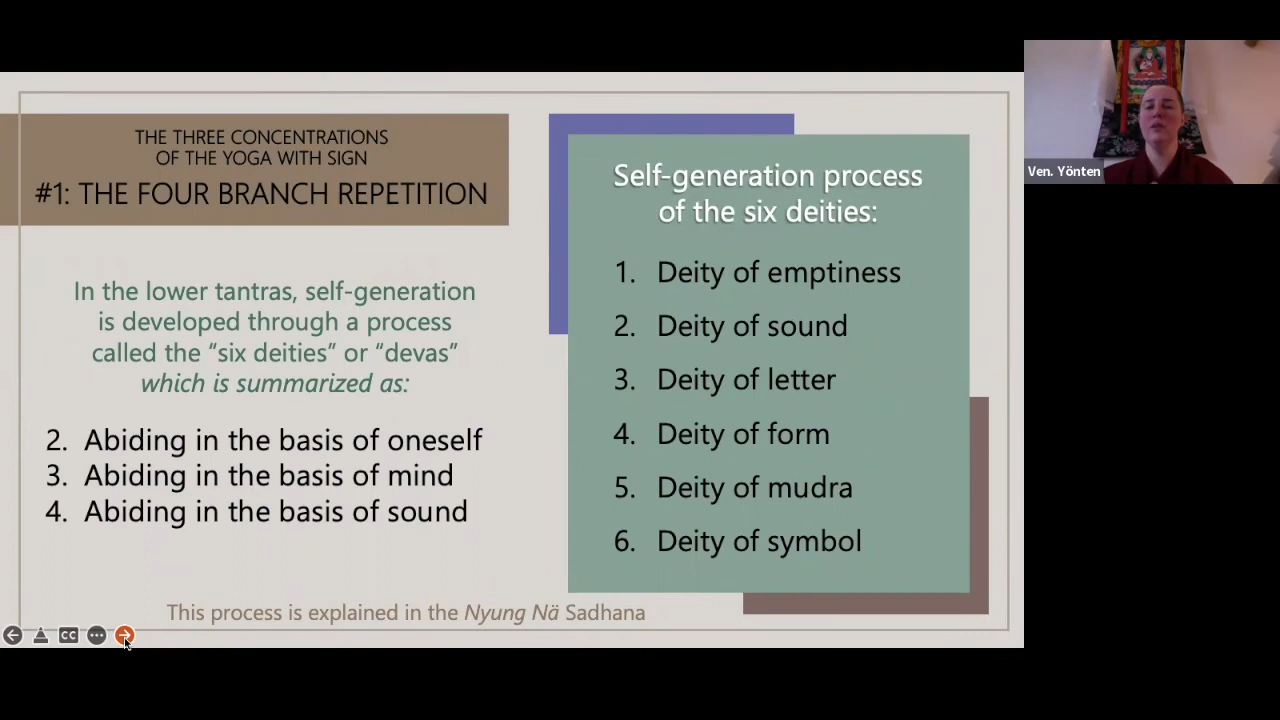 THE THREE CONCENTRATIONS
OF THE YOGA WITH SIGN
#1: THE FOUR BRANCH REPETITION
In the lower tantras, self-generation
is developed through a process
called the “six deities” or “devas”
which is summarized as:
2. Abiding in the basis of oneself
3. Abiding in the basis of mind
4. Abiding in the basis of sound
Self-generation process
of the six deities:
1. Deity of emptiness
2. Deity of sound
3. Deity of letter
4. Deity of form
5. Deity of mudra
6. Deity of symbol
This process is explained in the Nyung Nä Sadhana
CC
Ven. Yönten